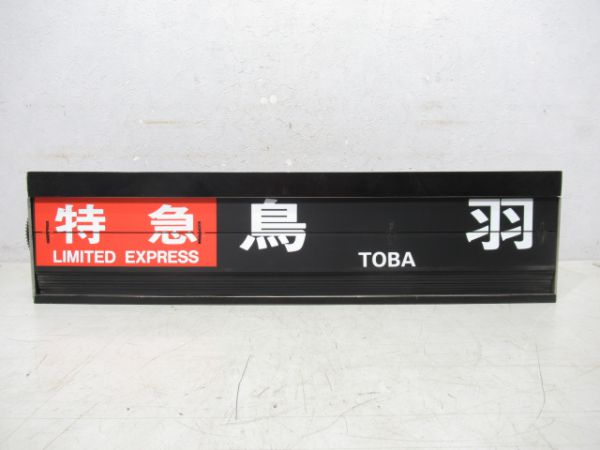 特急 鳥羽
LIMITED EXPRESS TOBA